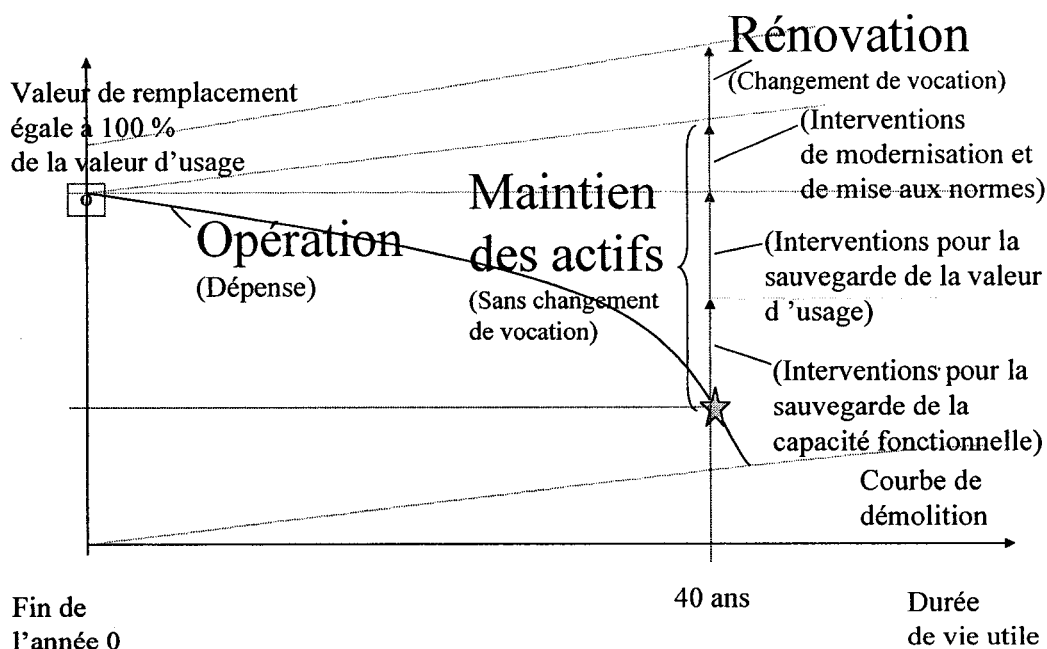 Rénovation
(Changement de vocation)
Valeur de remplacement
égale à 100 %
de la valeur d'usage
(Interventions
de modernisation et
de mise aux normes)
Maintien
des actifs
(Sans changement
de vocation)
Opération
(Dépense)
(Interventions pour la
sauvegarde de la valeur
d 'usage)
(Interventions pour la
sauvegarde de la
capacité fonctionnelle)
Courbe de
démolition
Fin de
l'année 0
40 ans
Durée
de vie utile